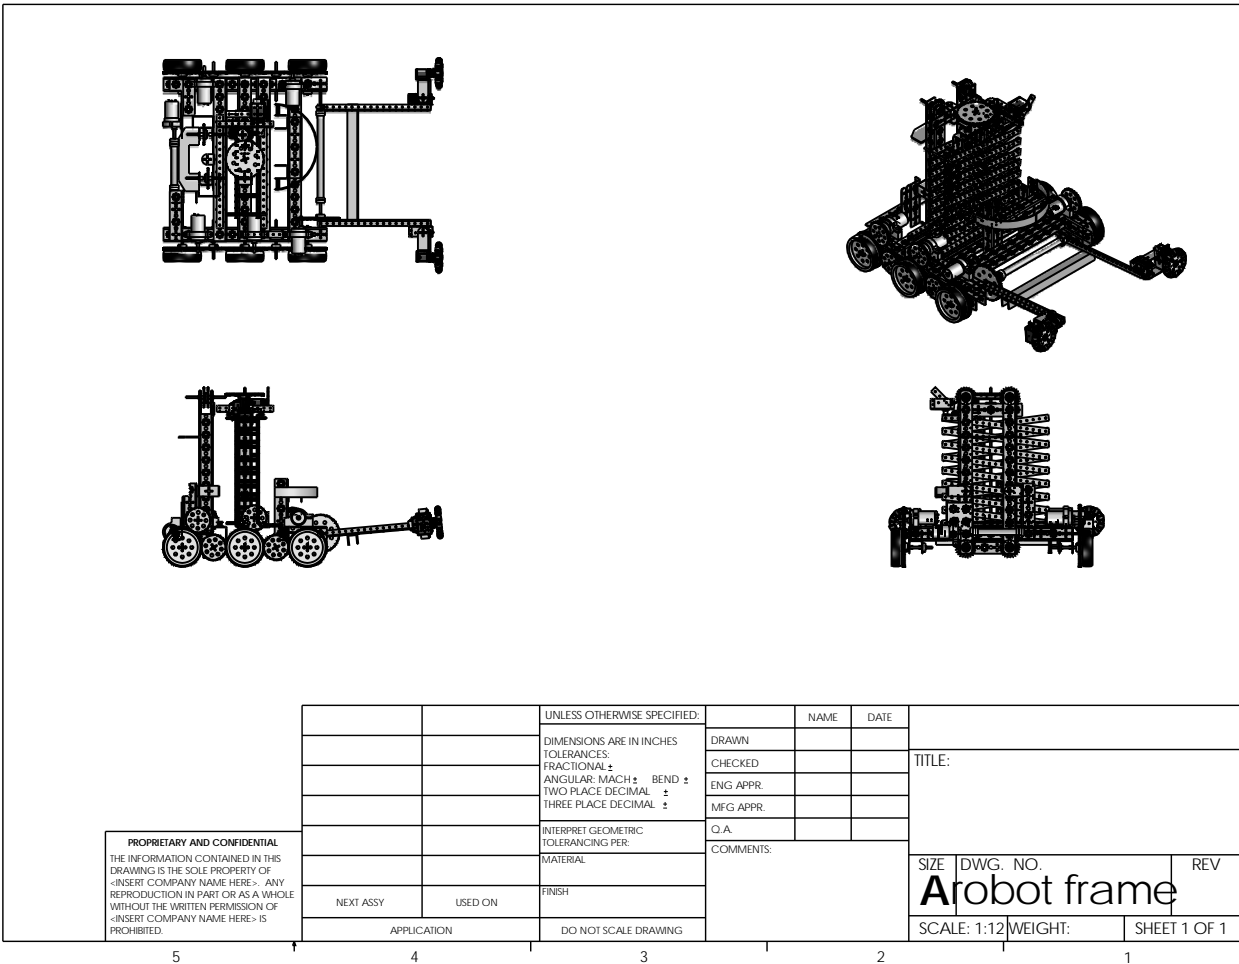 UNLESS OTHERWISE SPECIFIED:
NAME
DATE
DIMENSIONS ARE IN INCHES
TOLERANCES:
FRACTIONAL ±
ANGULAR: MACH ± BEND ±
TWO PLACE DECIMAL ±
THREE PLACE DECIMAL ±
DRAWN
CHECKED
ENG APPR.
MFG APPR.
Q.A.
COMMENTS:
INTERPRET GEOMETRIC
TOLERANCING PER:
MATERIAL
FINISH
DO NOT SCALE DRAWING
TITLE:
PROPRIETARY AND CONFIDENTIAL
THE INFORMATION CONTAINED IN THIS
DRAWING IS THE SOLE PROPERTY OF
<INSERT COMPANY NAME HERE>. ANY
REPRODUCTION IN PART OR AS A WHOLE
WITHOUT THE WRITTEN PERMISSION OF
<INSERT COMPANY NAME HERE> IS
PROHIBITED.
NEXT ASSY
USED ON
APPLICATION
SIZE
DWG. NO.
REV
A
robot frame
SCALE: 1:12
WEIGHT:
SHEET 1 OF 1
5
4
3
2
1